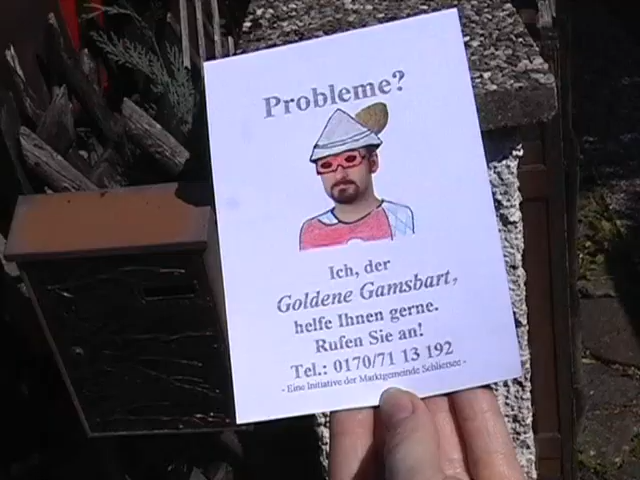 Probleme?
Ich, der
Goldene Gamsbart,
helfe Ihnen gerne.
Rufen Sie an!
Tel.: 0170/71 13 192
- Eine Initiative der Marktgemeinde Schliersee -